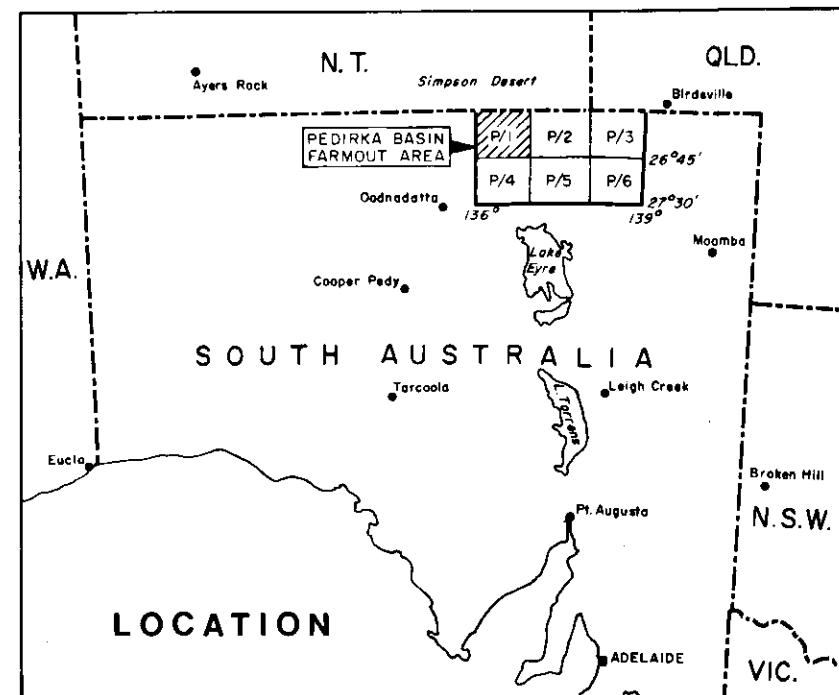 N.T.
QLD.
Ayers Rock
Simpson Desert
Birdsville
PEDIRKA BASIN
FARMOUT AREA
P/1
P/2
P/3
26°45'
P/4
P/5
P/6
Oodnadatta
136°
139°
27°30'
Moomba
Lake
Eyre
W.A.
Cooper Pedy
SOUTH AUSTRALIA
Tarcoola
L. Torrens
Leigh Creek
Eucla
Broken Hill
Pt. Augusta
N.S.W.
LOCATION
ADELAIDE
VIC.